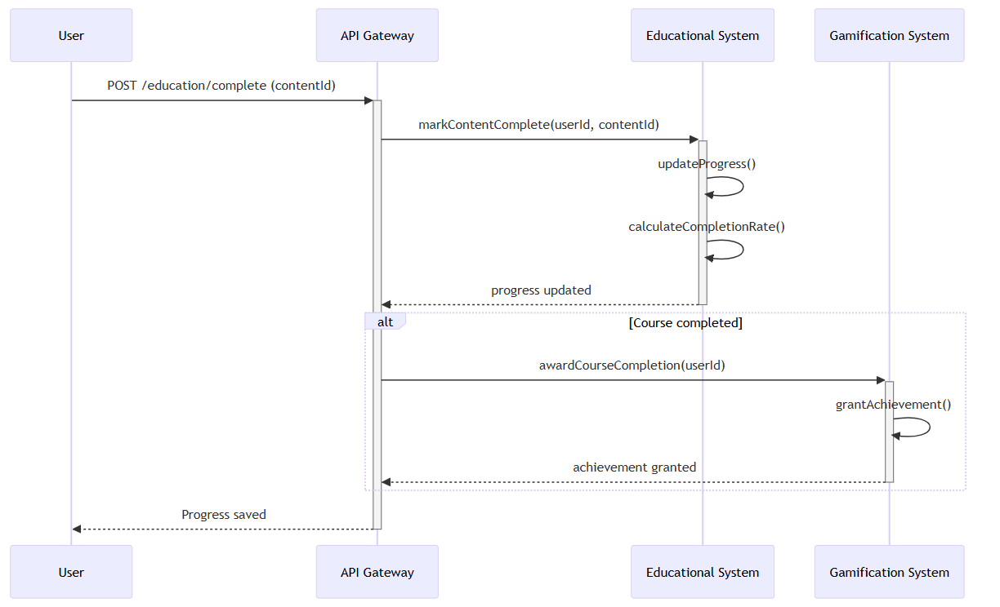 User
API Gateway
Educational System
Gamification System
POST /education/complete (contentId)
markContentComplete(userId, contentId)
updateProgress()
calculateCompletionRate()
progress updated
alt
[Course completed]
awardCourseCompletion(userId)
grantAchievement()
achievement granted
Progress saved
User
API Gateway
Educational System
Gamification System